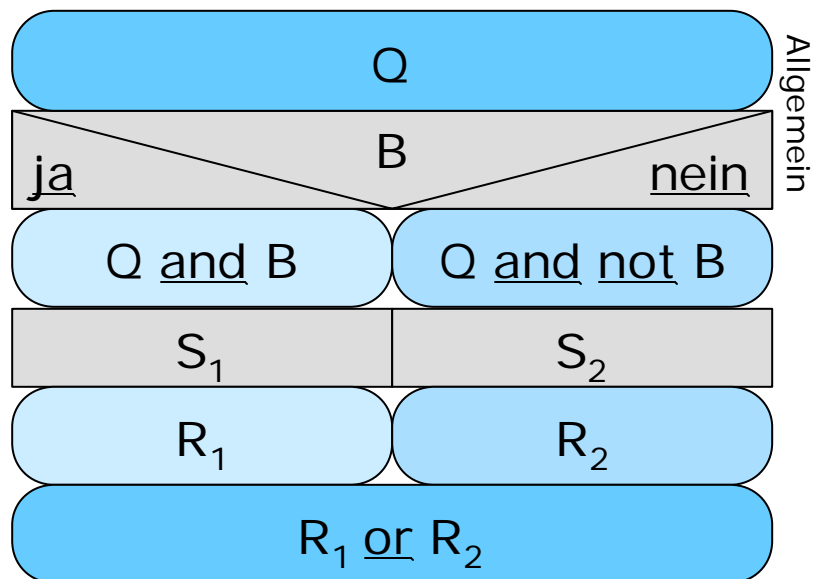 Q
Allgemein
B
ja nein
Q and B Q and not B
S₁ S₂
R₁ R₂
R₁ or R₂